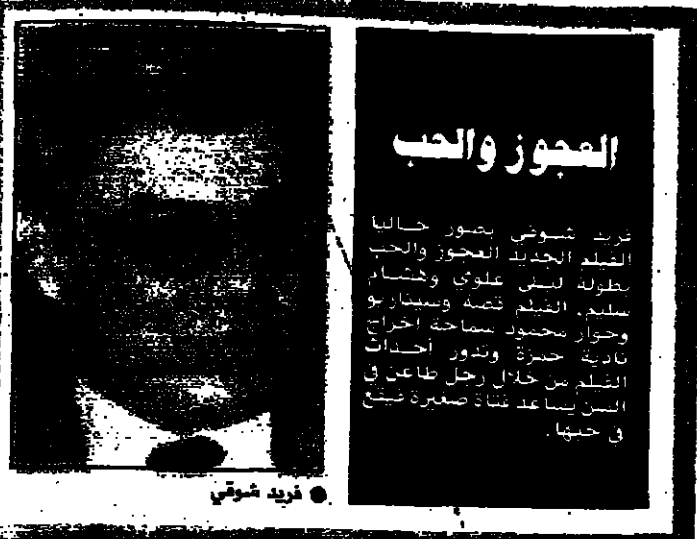 العجوز والحب
فريد شوقي يصور حاليا
الفيلم الجديد العجوز والحب
بطولة ليلى علوي وهشام
سليم. الفيلم قصة وسيناريو
وحوار محمود سماحة اخراج
نادية حمزة وتدور أحداث
الفيلم من خلال رجل طاعن في
السن يساعد فتاة صغيرة فيقع
في حبها.
● فريد شوقي